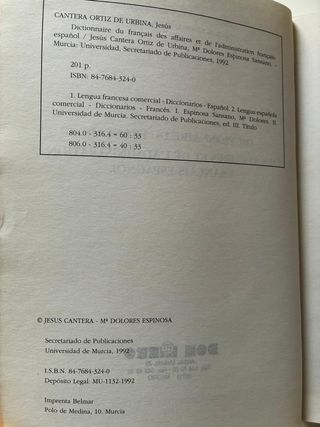 CANTERA ORTIZ DE URBINA, Jesús
Dictionnaire du français des affaires et de l'administration français,
español / Jesús Cantera Ortiz de Urbina, Mª Dolores Espinosa Sansano, -
Murcia: Universidad, Secretariado de Publicaciones, 1992
201 p.
ISBN: 84-7684-324-0
1. Lengua francesa comercial - Diccionarios - Español. 2. Lengua española
comercial - Diccionarios - Francés. I. Espinosa Sansano, Mª Dolores. II.
Universidad de Murcia. Secretariado de Publicaciones, ed. III. Título
804.0 - 316.4 = 60 : 33
806.0 - 316.4 = 40 : 33
© JESUS CANTERA - Mª DOLORES ESPINOSA
Secretariado de Publicaciones
Universidad de Murcia, 1992
I.S.B.N. 84-7684-324-0
Depósito Legal: MU-1132-1992
Imprenta Belmar
Polo de Medina, 10. Murcia